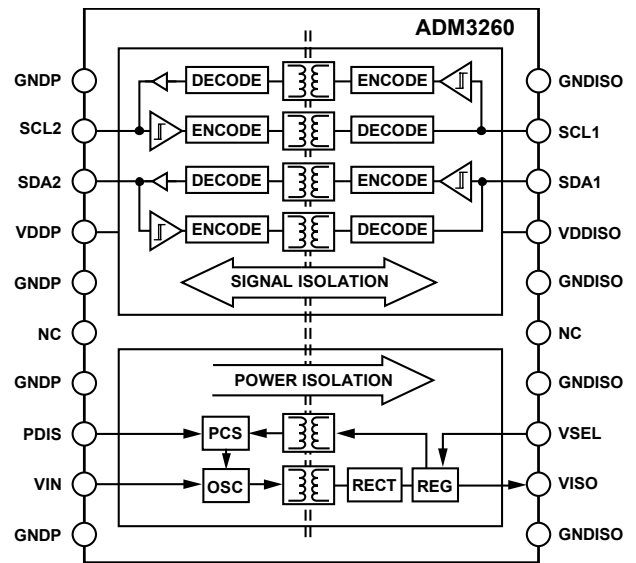 ADM3260
GNDP
DECODE
ENCODE
GNDISO
SCL2
ENCODE
DECODE
SCL1
SDA2
DECODE
ENCODE
SDA1
VDDP
ENCODE
DECODE
VDDISO
GNDP
SIGNAL ISOLATION
GNDISO
NC
NC
GNDP
POWER ISOLATION
GNDISO
PDIS
PCS
VSEL
VIN
OSC
RECT
REG
VISO
GNDP
GNDISO